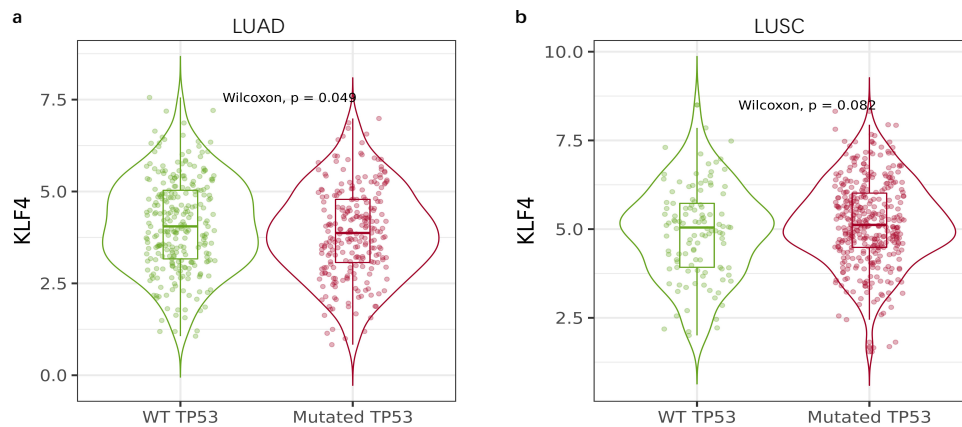 a
LUAD
KLF4
7.5
5.0
2.5
0.0
Wilcoxon, p = 0.049
WT TP53
Mutated TP53
b
LUSC
KLF4
10.0
7.5
5.0
2.5
Wilcoxon, p = 0.082
WT TP53
Mutated TP53